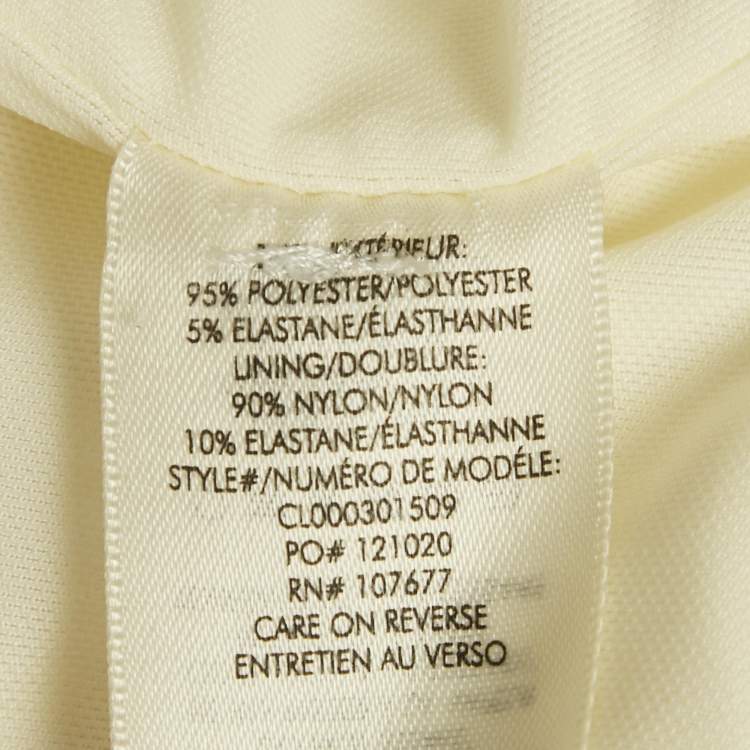 95% POLYESTER/POLYESTER
5% ELASTANE/ÉLASTHANNE
LINING/DOUBLURE:
90% NYLON/NYLON
10% ELASTANE/ÉLASTHANNE
STYLE#/NUMÉRO DE MODÉLE:
CL000301509
PO# 121020
RN# 107677
CARE ON REVERSE
ENTRETIEN AU VERSO